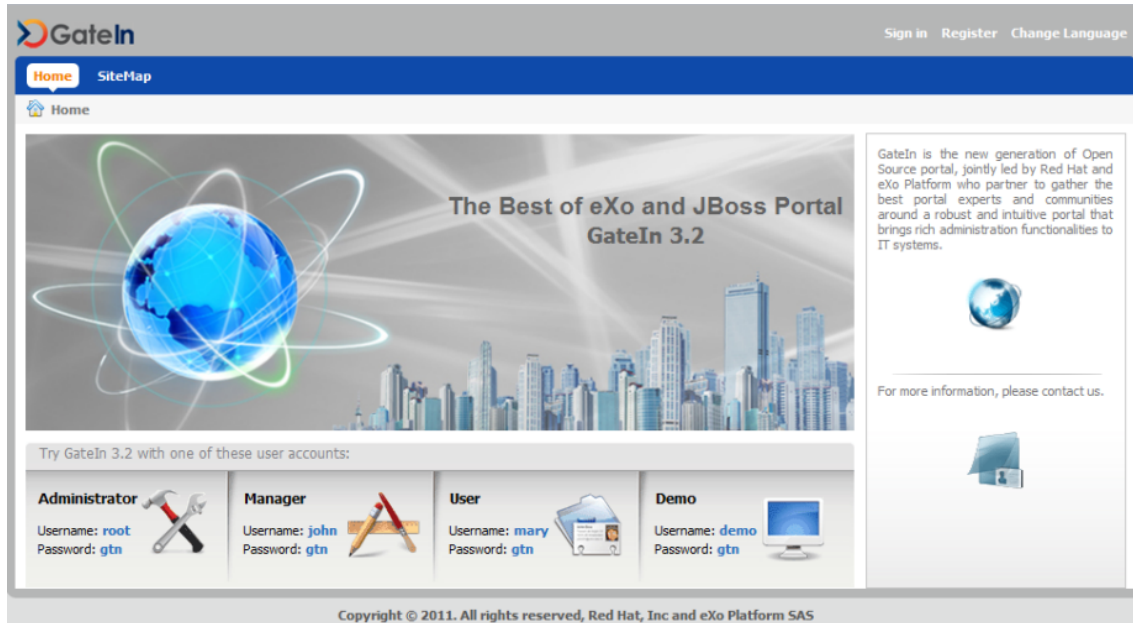 GateIn
Sign in Register Change Language
Home SiteMap
Home
The Best of eXo and JBoss Portal
GateIn 3.2
GateIn is the new generation of Open
Source portal, jointly led by Red Hat and
eXo Platform who partner to gather the
best portal experts and communities
around a robust and intuitive portal that
brings rich administration functionalities to
IT systems.
For more information, please contact us.
Try GateIn 3.2 with one of these user accounts:
Administrator
Username: root
Password: gtn
Manager
Username: john
Password: gtn
User
Username: mary
Password: gtn
Demo
Username: demo
Password: gtn
Copyright © 2011. All rights reserved, Red Hat, Inc and eXo Platform SAS